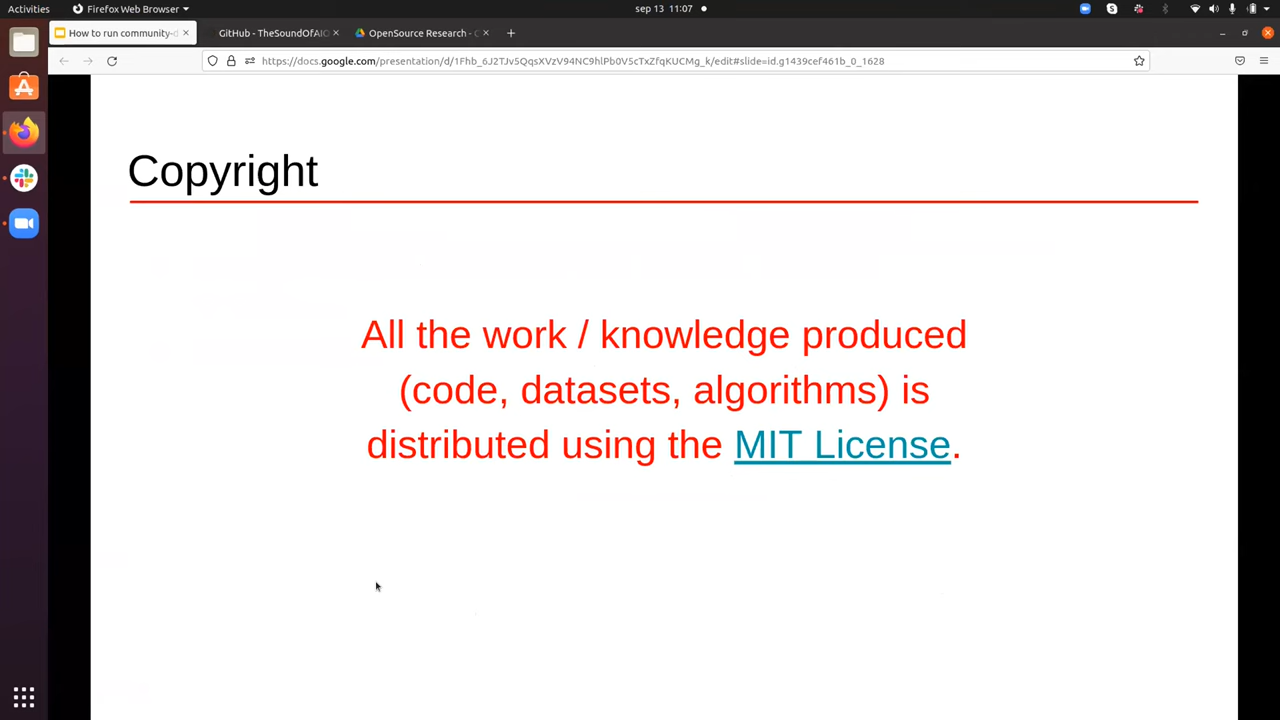 Activities
Firefox Web Browser
sep 13 11:07
How to run community-d
GitHub - TheSoundOfAIO
OpenSource Research -
https://docs.google.com/presentation/d/1Fhb_6J2TJv5QqsXVzV94NC9hlPb0V5cTxZfqKUCMg_k/edit#slide=id.g1439cef461b_0_1628
Copyright
All the work / knowledge produced
(code, datasets, algorithms) is
distributed using the MIT License.